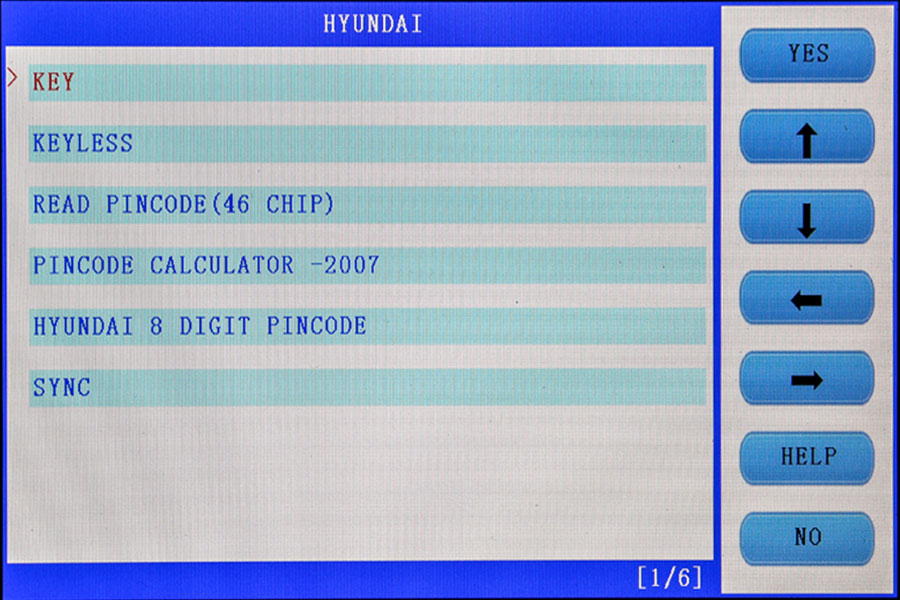 HYUNDAI
> KEY
KEYLESS
READ PINCODE(46 CHIP)
PINCODE CALCULATOR -2007
HYUNDAI 8 DIGIT PINCODE
SYNC
[1/6]
YES
↑
↓
←
→
HELP
NO